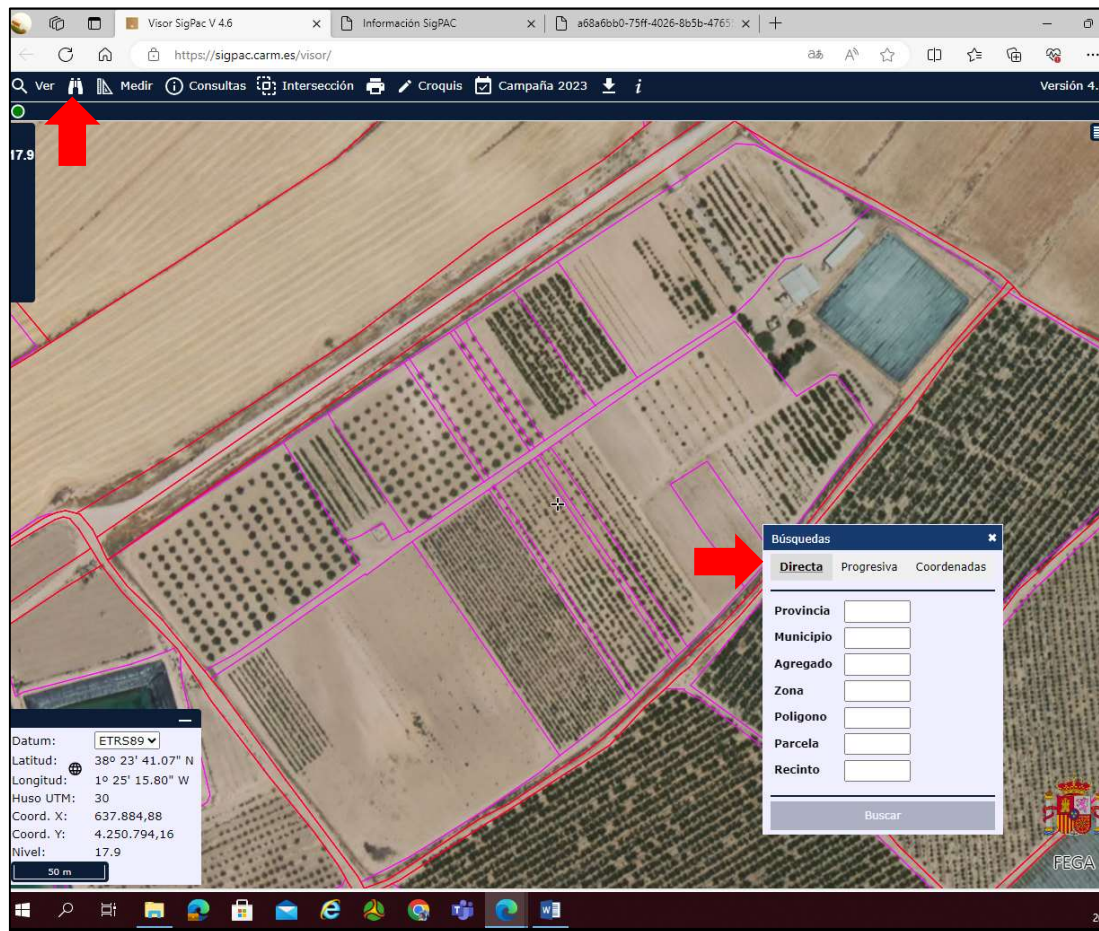 Visor SigPac V 4.6
Información SigPAC
a68a6bb0-75ff-4026-8b5b-4765
https://sigpac.carm.es/visor/
Ver Medir Consultas Intersección Croquis Campaña 2023 i Versión 4.
17.9
Búsquedas
Directa Progresiva Coordenadas
Provincia
Municipio
Agregado
Zona
Poligono
Parcela
Recinto
Buscar
Datum: ETRS89
Latitud: 38º 23' 41.07" N
Longitud: 1º 25' 15.80" W
Huso UTM: 30
Coord. X: 637.884,88
Coord. Y: 4.250.794,16
Nivel: 17.9
50 m
FEGA